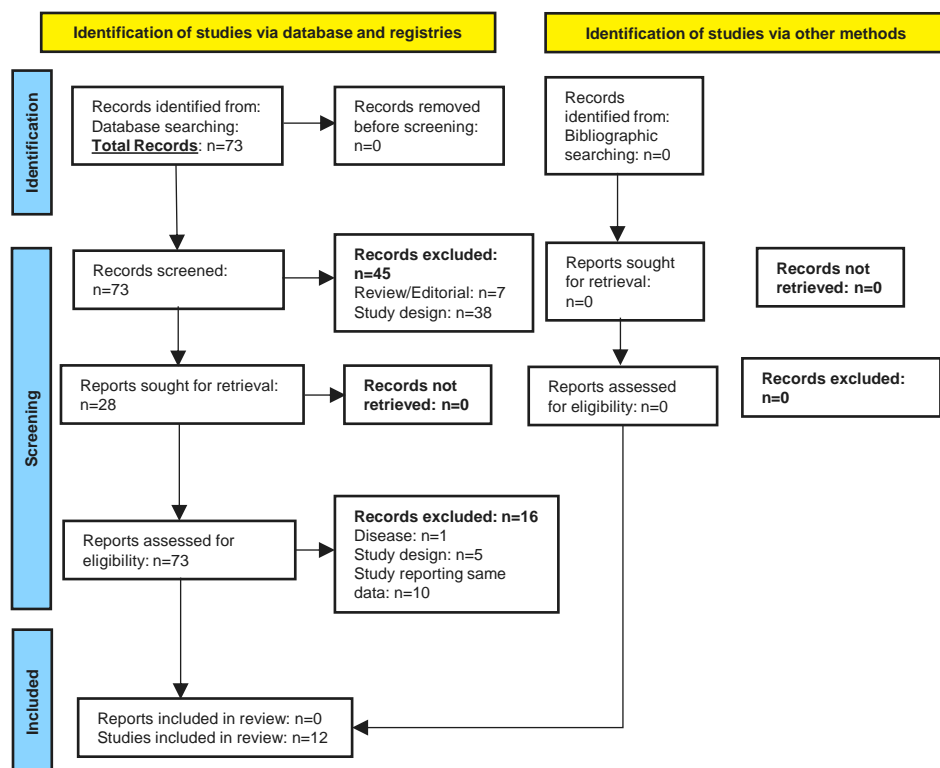 Identification of studies via database and registries
Identification of studies via other methods
Identification
Records identified from:
Database searching:
Total Records: n=73
Records removed
before screening:
n=0
Records
identified from:
Bibliographic
searching: n=0
Screening
Records screened:
n=73
Records excluded:
n=45
Review/Editorial: n=7
Study design: n=38
Reports sought
for retrieval:
n=0
Records not
retrieved: n=0
Reports sought for retrieval:
n=28
Records not
retrieved: n=0
Reports assessed
for eligibility: n=0
Records excluded:
n=0
Reports assessed for
eligibility: n=73
Records excluded: n=16
Disease: n=1
Study design: n=5
Study reporting same
data: n=10
Included
Reports included in review: n=0
Studies included in review: n=12